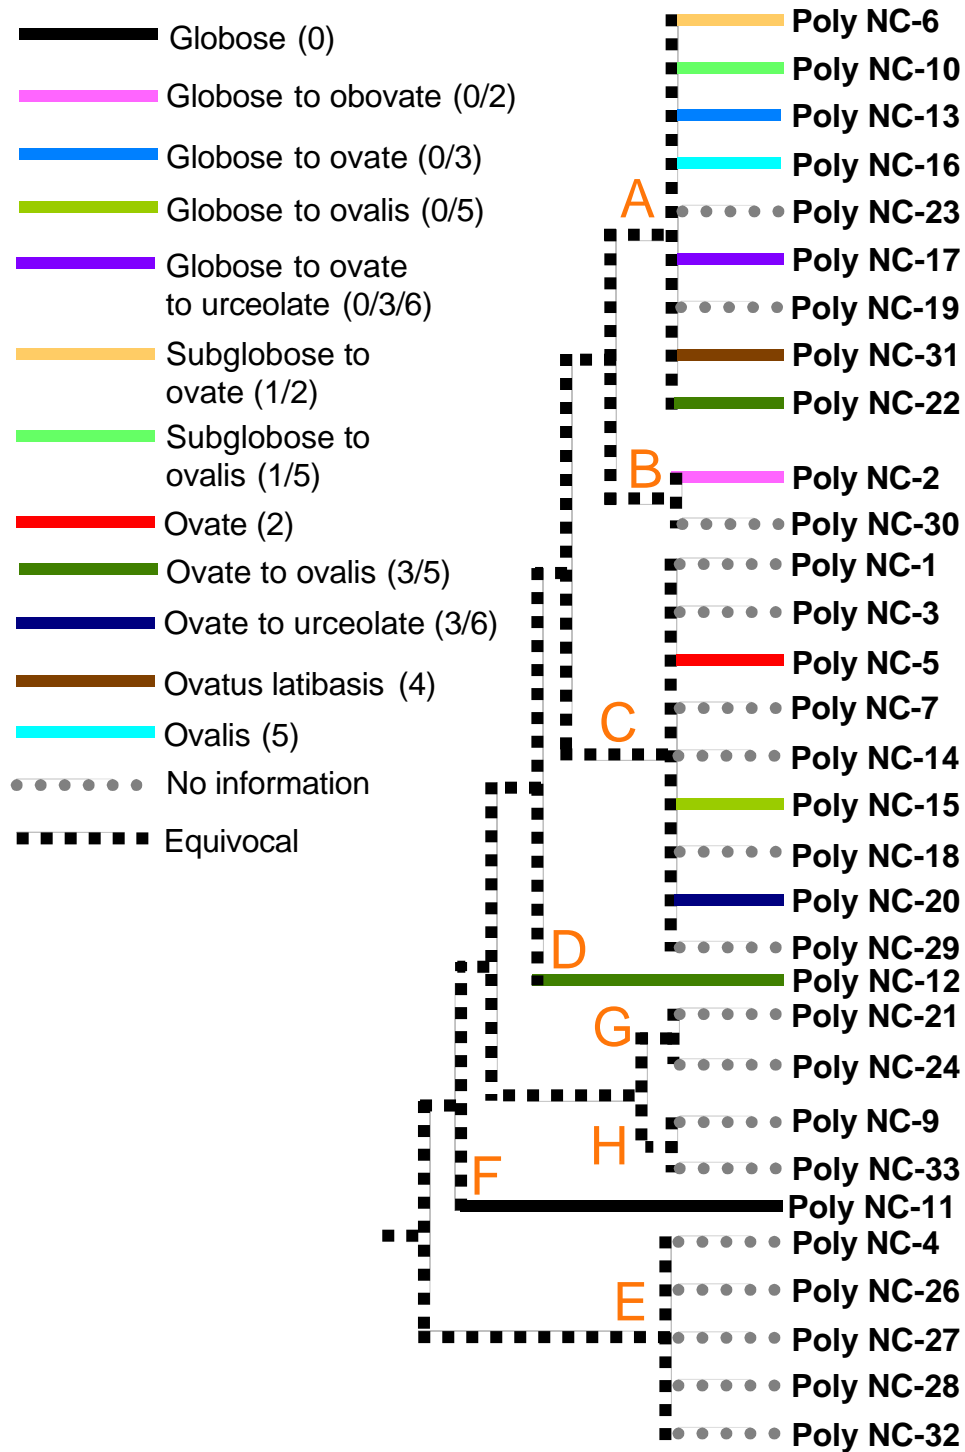 Globose (0)
Globose to obovate (0/2)
Globose to ovate (0/3)
Globose to ovalis (0/5)
Globose to ovate
to urceolate (0/3/6)
Subglobose to
ovate (1/2)
Subglobose to
ovalis (1/5)
Ovate (2)
Ovate to ovalis (3/5)
Ovate to urceolate (3/6)
Ovatus latibasis (4)
Ovalis (5)
No information
Equivocal
A
B
C
D
G
H
F
E
Poly NC-6
Poly NC-10
Poly NC-13
Poly NC-16
Poly NC-23
Poly NC-17
Poly NC-19
Poly NC-31
Poly NC-22
Poly NC-2
Poly NC-30
Poly NC-1
Poly NC-3
Poly NC-5
Poly NC-7
Poly NC-14
Poly NC-15
Poly NC-18
Poly NC-20
Poly NC-29
Poly NC-12
Poly NC-21
Poly NC-24
Poly NC-9
Poly NC-33
Poly NC-11
Poly NC-4
Poly NC-26
Poly NC-27
Poly NC-28
Poly NC-32